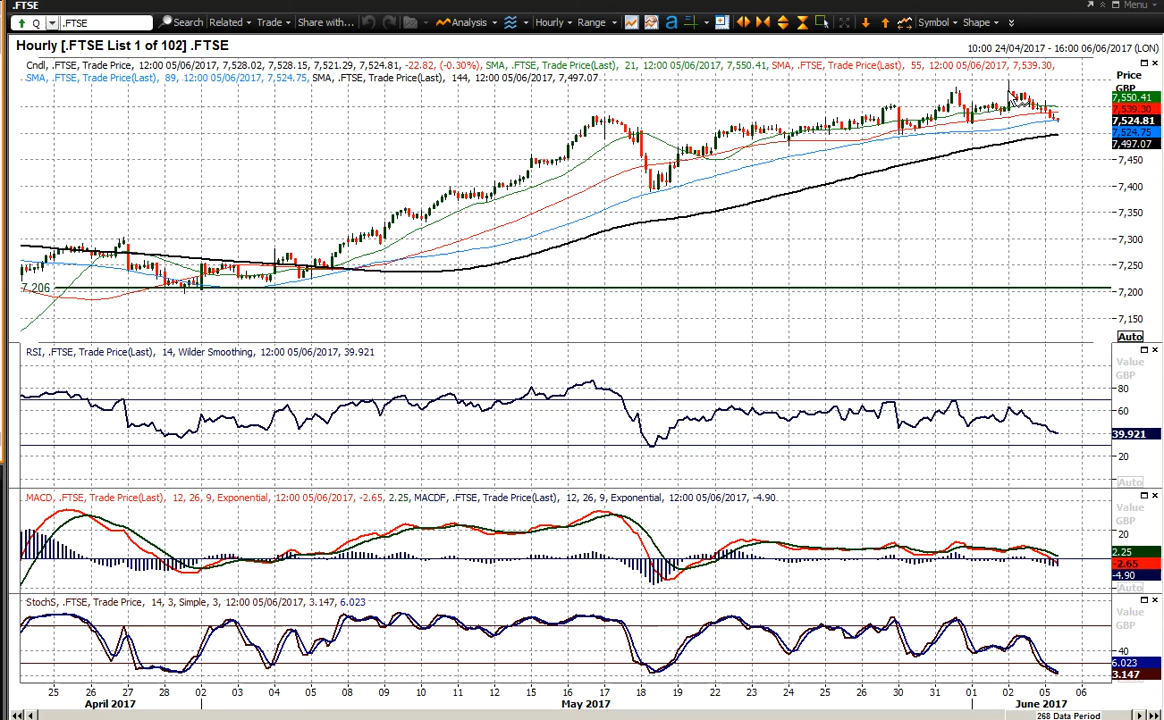 .FTSE
Menu
Q .FTSE Search Related Trade Share with... Analysis Hourly Range Symbol Shape
Hourly [.FTSE List 1 of 102] .FTSE
10:00 24/04/2017 - 16:00 06/06/2017 (LON)
Cndl, .FTSE, Trade Price, 12:00 05/06/2017, 7,528.02, 7,528.15, 7,521.29, 7,524.81, -22.82, (-0.30%), SMA, .FTSE, Trade Price(Last), 21, 12:00 05/06/2017, 7,550.41, SMA, .FTSE, Trade Price(Last), 55, 12:00 05/06/2017, 7,539.30,
SMA, .FTSE, Trade Price(Last), 89, 12:00 05/06/2017, 7,524.75, SMA, .FTSE, Trade Price(Last), 144, 12:00 05/06/2017, 7,497.07
Price
GBP
7,550.41
7,539.30
7,524.81
7,524.75
7,497.07
7,450
7,400
7,350
7,300
7,250
7,206
7,200
7,150
Auto
RSI, .FTSE, Trade Price(Last), 14, Wilder Smoothing, 12:00 05/06/2017, 39.921
Value
GBP
80
60
39.921
20
Auto
MACD, .FTSE, Trade Price(Last), 12, 26, 9, Exponential, 12:00 05/06/2017, -2.65, 2.25, MACDF, .FTSE, Trade Price(Last), 12, 26, 9, Exponential, 12:00 05/06/2017, -4.90
Value
GBP
20
2.25
-2.65
-4.90
Auto
StochS, .FTSE, Trade Price, 14, 3, Simple, 3, 12:00 05/06/2017, 3.147, 6.023
Value
GBP
40
6.023
3.147
25 26 27 28 02 03 04 05 08 09 10 11 12 15 16 17 18 19 22 23 24 25 26 30 31 01 02 05 06
April 2017 May 2017 June 2017
268 Data Period